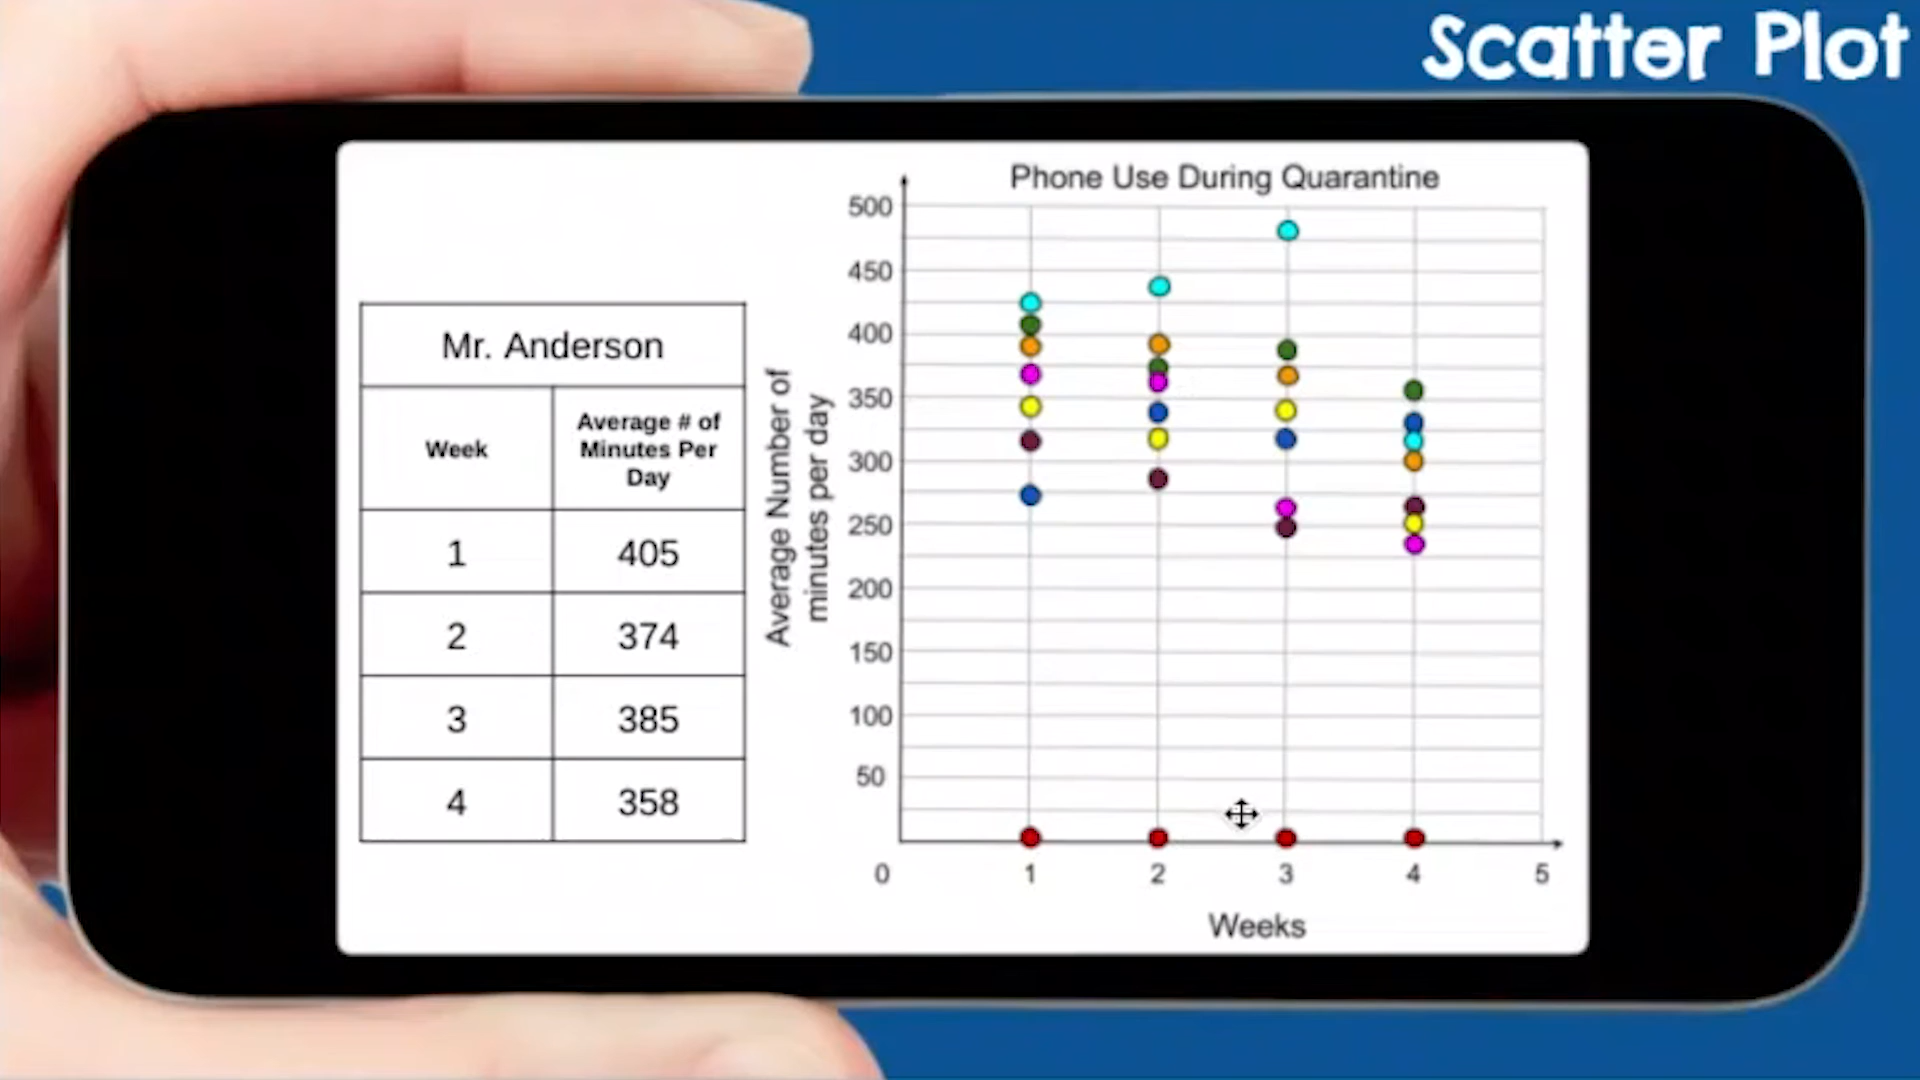 Scatter Plot
Mr. Anderson
Week
Average # of
Minutes Per
Day
1
405
2
374
3
385
4
358
Phone Use During Quarantine
Average Number of
minutes per day
500
450
400
350
300
250
200
150
100
50
0
1
2
3
4
5
Weeks